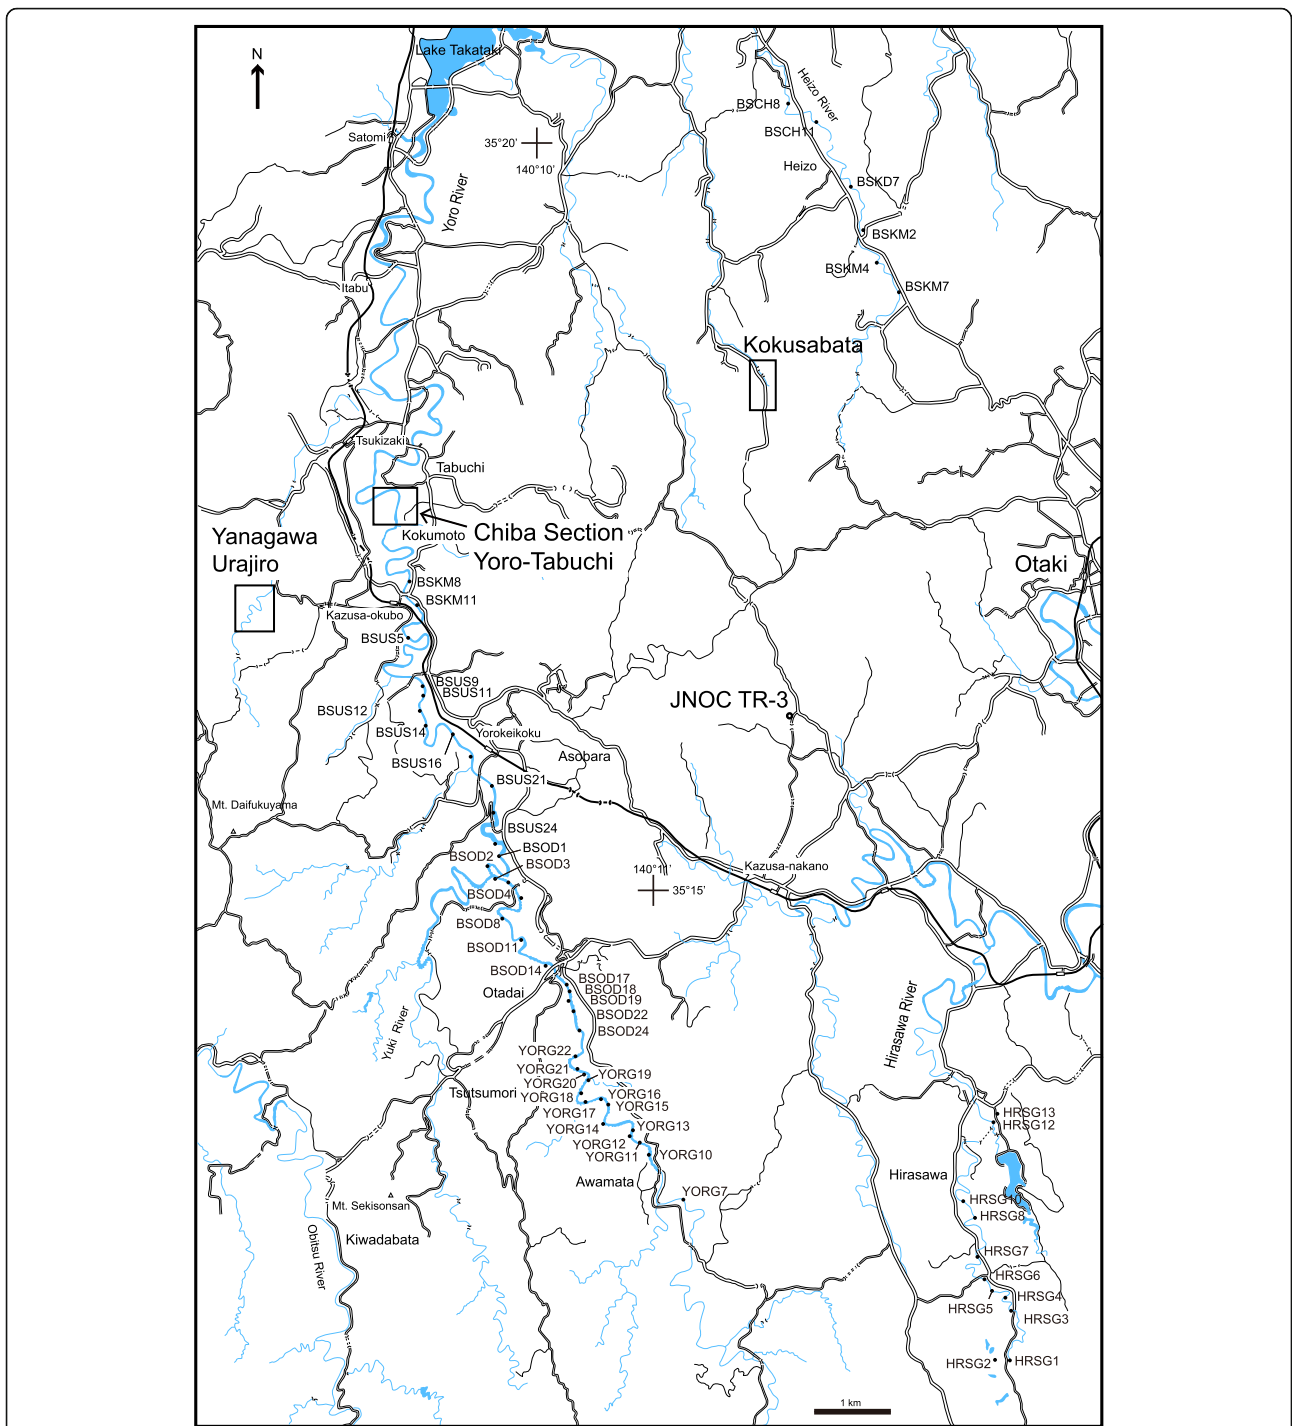 Lake Takataki
N
Heizo River
BSCH8
BSCH11
Satomi
35°20'
140°10'
Heizo
Yoro River
BSKD7
BSKM2
BSKM4
BSKM7
Itabu
Kokusabata
Tsukizaki
Tabuchi
Yanagawa
Urajiro
Chiba Section
Yoro-Tabuchi
Kokumoto
Otaki
BSKM8
BSKM11
Kazusa-okubo
BSUS5
BSUS9
BSUS11
BSUS12
JNOC TR-3
BSUS14
Yorokeikoku
BSUS16
Asobara
BSUS21
Mt. Daifukuyama
BSUS24
BSOD1
BSOD2
BSOD3
Kazusa-nakano
35°15'
BSOD4
BSOD8
BSOD11
BSOD14
BSOD17
BSOD18
BSOD19
Otadai
BSOD22
BSOD24
Yuki River
Hirasawa River
YORG22
YORG21
YORG19
YORG20
Tsutsumori
YORG18
YORG16
YORG15
YORG17
YORG14
YORG13
YORG12
YORG11
YORG10
HRSG13
HRSG12
Awamata
Hirasawa
YORG7
Mt. Sekisonsan
HRSG10
HRSG8
Kiwadabata
Obitsu River
HRSG7
HRSG6
HRSG4
HRSG5
HRSG3
HRSG2
HRSG1
1 km